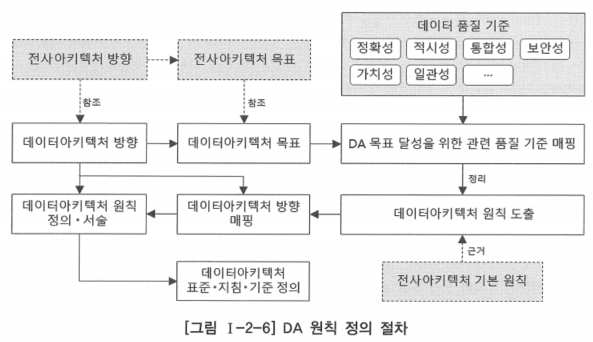 데이터 품질 기준
정확성 적시성 통합성 보안성
가치성 일관성 …
전사아키텍처 방향
전사아키텍처 목표
참조
참조
데이터아키텍처 방향
데이터아키텍처 목표
DA 목표 달성을 위한 관련 품질 기준 매핑
정리
데이터아키텍처 원칙
정의·서술
데이터아키텍처 방향
매핑
데이터아키텍처 원칙 도출
근거
데이터아키텍처
표준·지침·기준 정의
전사아키텍처 기본 원칙
[그림 Ⅰ-2-6] DA 원칙 정의 절차